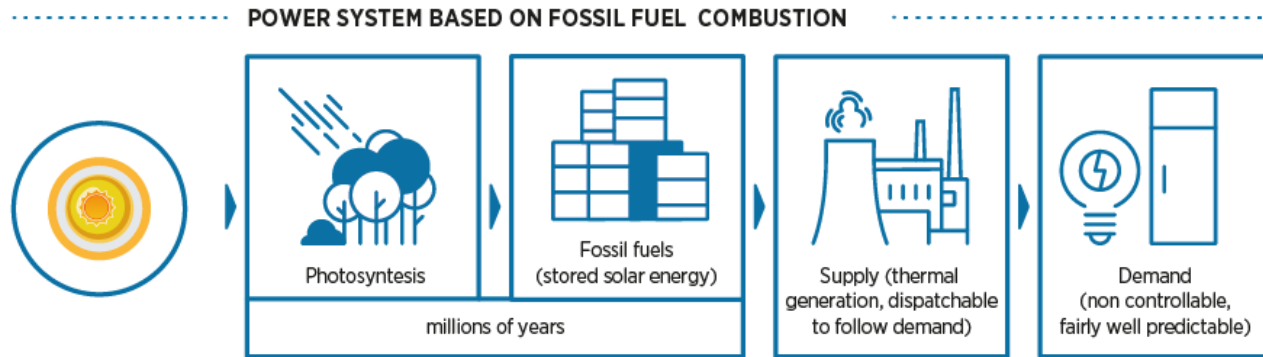 POWER SYSTEM BASED ON FOSSIL FUEL COMBUSTION
Photosyntesis
Fossil fuels
(stored solar energy)
millions of years
Supply (thermal
generation, dispatchable
to follow demand)
Demand
(non controllable,
fairly well predictable)